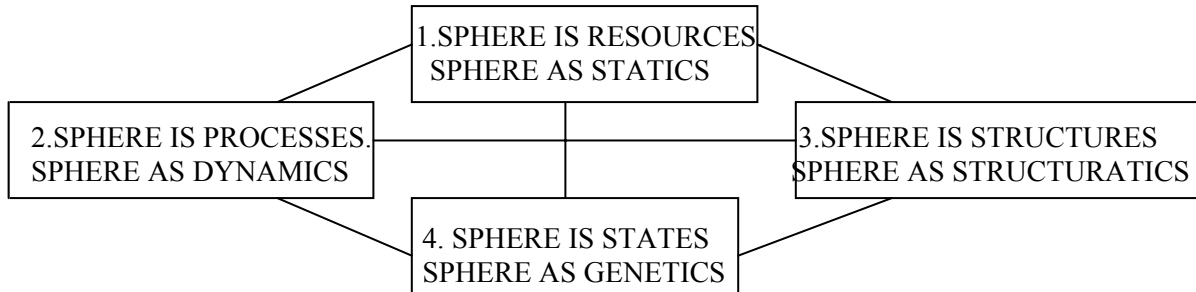 1.SPHERE IS RESOURCES
SPHERE AS STATICS
2.SPHERE IS PROCESSES.
SPHERE AS DYNAMICS
3.SPHERE IS STRUCTURES
SPHERE AS STRUCTURATICS
4. SPHERE IS STATES
SPHERE AS GENETICS